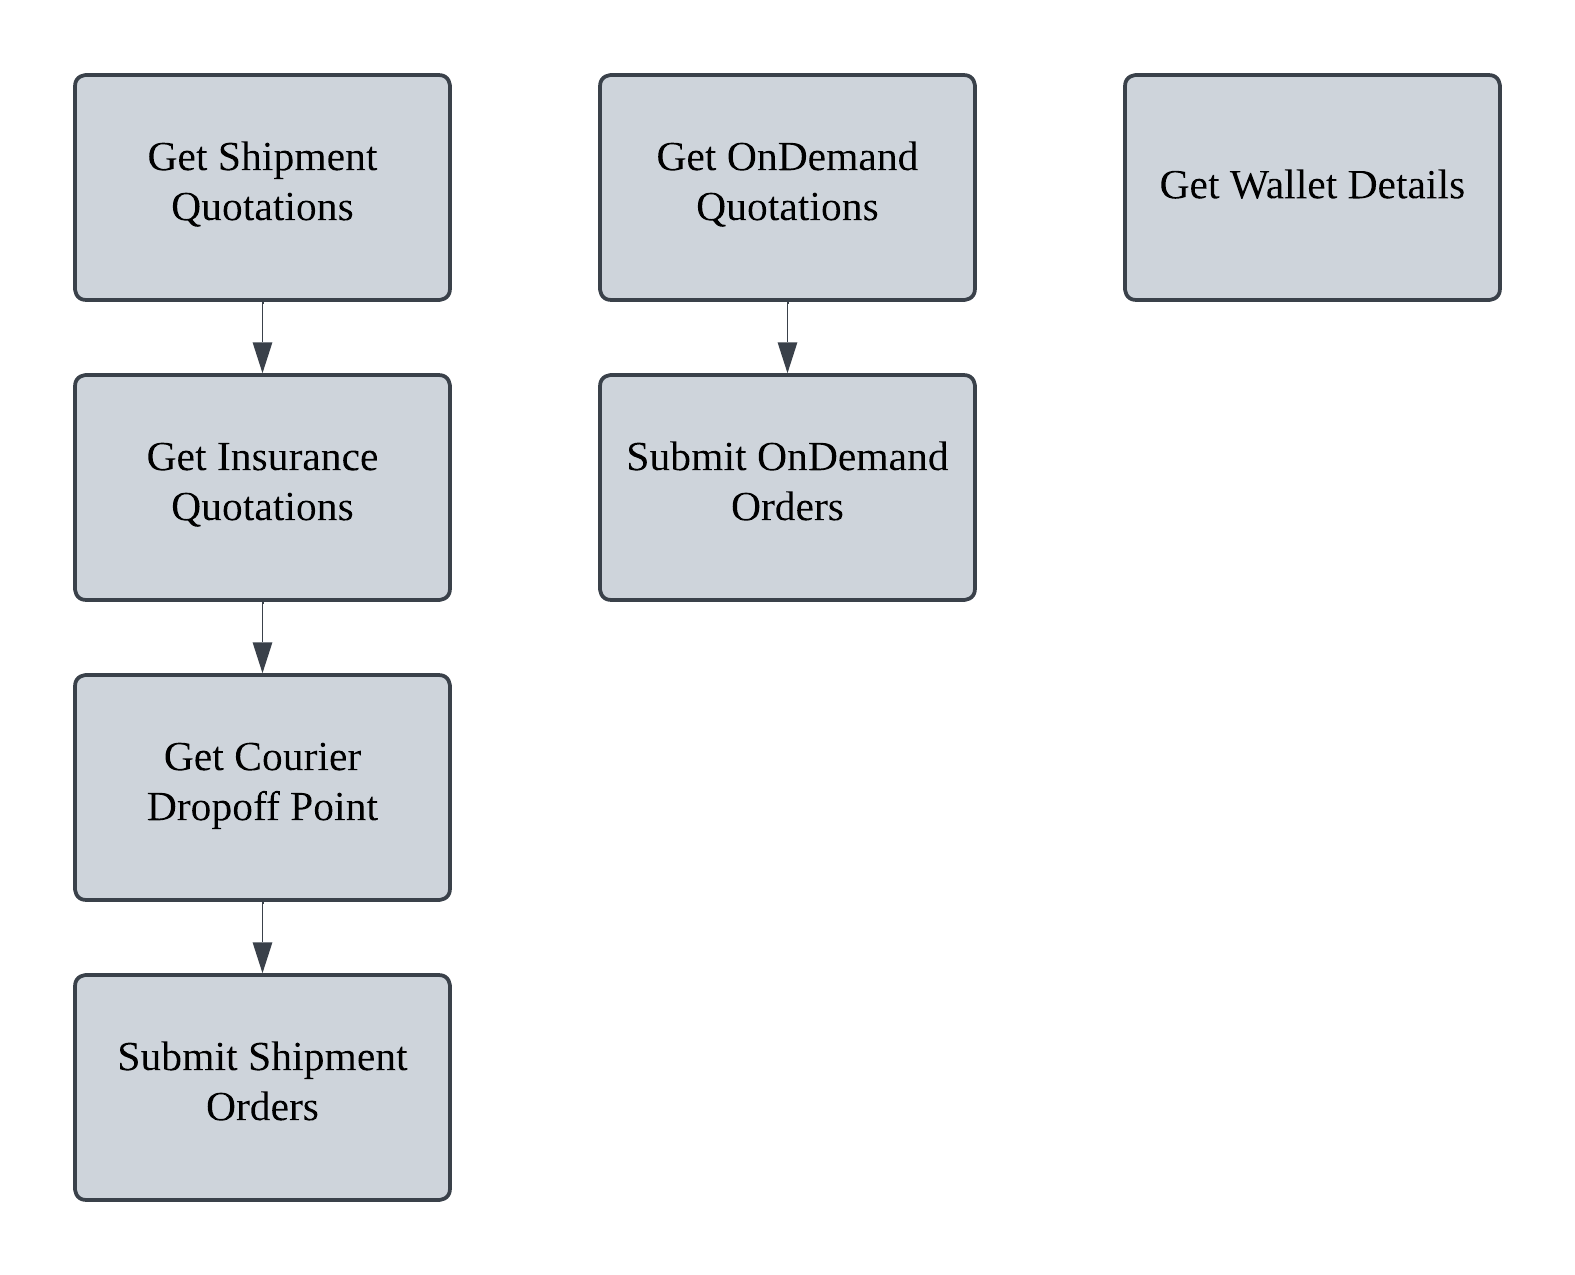 Get Shipment
Quotations
Get OnDemand
Quotations
Get Wallet Details
Get Insurance
Quotations
Submit OnDemand
Orders
Get Courier
Dropoff Point
Submit Shipment
Orders